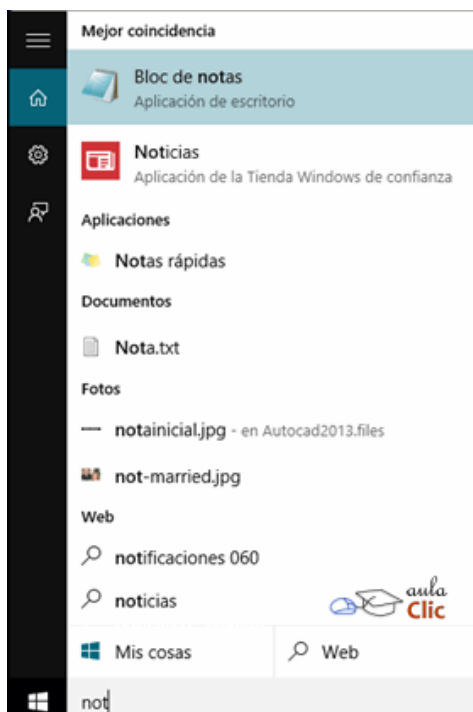 Mejor coincidencia
Bloc de notas
Aplicación de escritorio
Noticias
Aplicación de la Tienda Windows de confianza
Aplicaciones
Notas rápidas
Documentos
Nota.txt
Fotos
notainicial.jpg - en Autocad2013.files
not-married.jpg
Web
notificaciones 060
noticias
aula
Clic
Mis cosas
Web
not